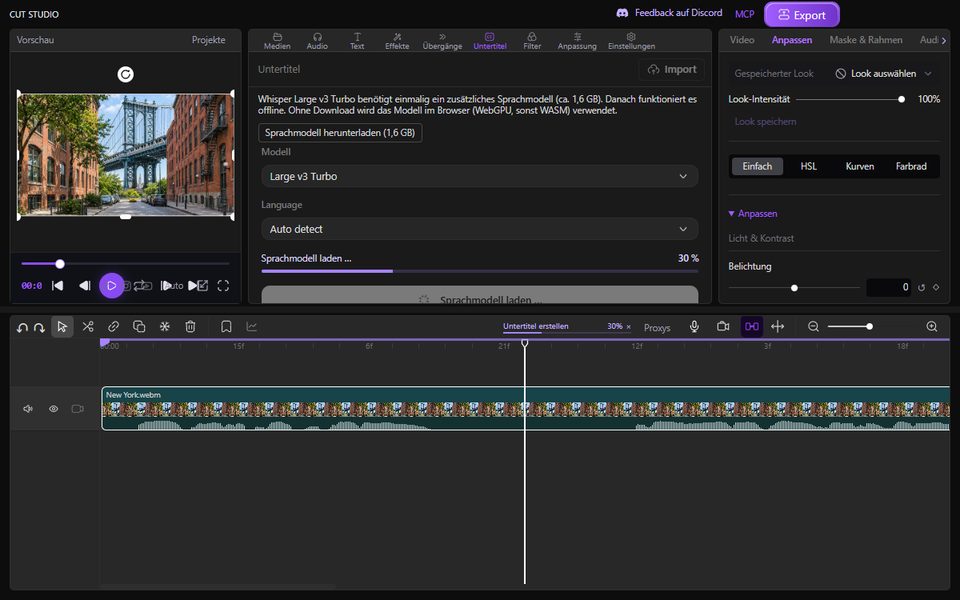 CUT STUDIO
Feedback auf Discord
MCP
Export
Vorschau
Projekte
Medien
Audio
Text
Effekte
Übergänge
Untertitel
Filter
Anpassung
Einstellungen
Video
Anpassen
Maske & Rahmen
Audi
Untertitel
Import
Whisper Large v3 Turbo benötigt einmalig ein zusätzliches Sprachmodell (ca. 1,6 GB). Danach funktioniert es
offline. Ohne Download wird das Modell im Browser (WebGPU, sonst WASM) verwendet.
Sprachmodell herunterladen (1,6 GB)
Modell
Large v3 Turbo
Language
Auto detect
Sprachmodell laden ...
30 %
Sprachmodell laden ...
Gespeicherter Look
Look auswählen
Look-Intensität
100%
Look speichern
Einfach
HSL
Kurven
Farbrad
Anpassen
Licht & Kontrast
Belichtung
0
00:0
Untertitel erstellen
30%
×
Proxys
00:00
15f
6f
21f
12f
3f
18f
New York.webm